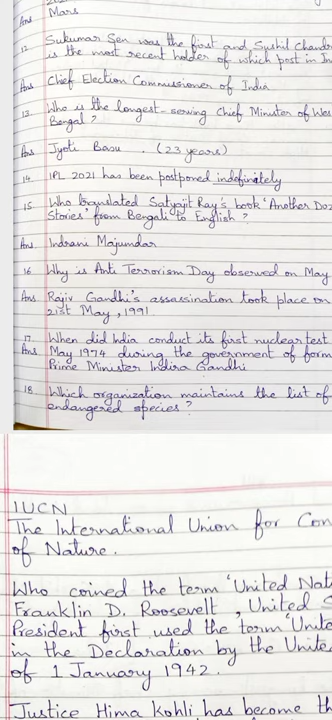 Ans Mars
12. Sukumar Sen was the first and Sushil Chandr
is the most recent holder of which post in In
Ans Chief Election Commissioner of India
13. Who is the longest-serving Chief Minister of Wes
Bengal?
Ans Jyoti Basu. (23 years)
14. IPL 2021 has been postponed indefinitely
15. Who translated Satyajit Ray's book 'Another Doz
Stories' from Bengali to English?
Ans Indrani Majumdar
16 Why is Anti Terrorism Day observed on May
Ans Rajiv Gandhi's assassination took place on
21st May, 1991
17. When did India conduct its first nuclear test
Ans May 1974 during the government of form
Prime Minister Indira Gandhi
18. Which organization maintains the list of
endangered species?
IUCN
The International Union for Con
of Nature.
Who coined the term 'United Nat
Franklin D. Roosevelt, United S
President first used the term 'Unite
in the Declaration by the Unite
of 1 January 1942.
Justice Hima Kohli has become th